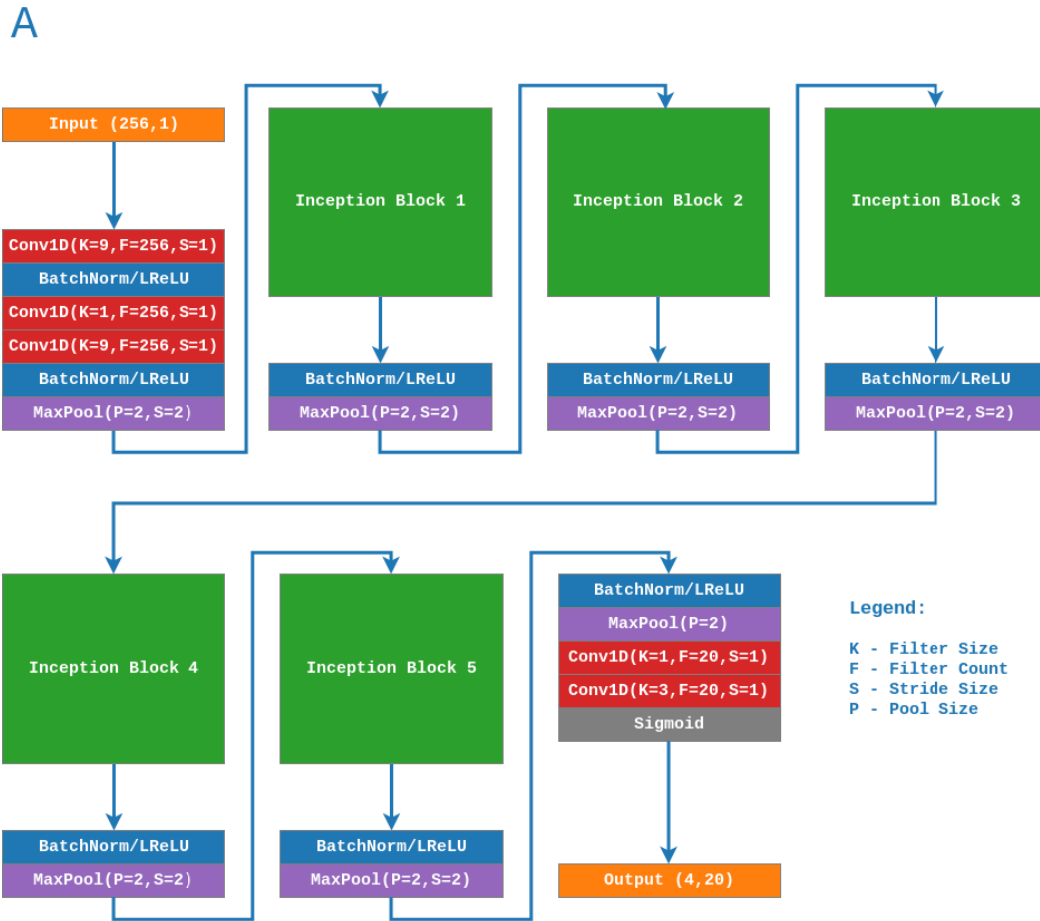 A
Input (256,1)
Conv1D(K=9,F=256,S=1)
BatchNorm/LReLU
Conv1D(K=1,F=256,S=1)
Conv1D(K=9,F=256,S=1)
BatchNorm/LReLU
MaxPool(P=2,S=2)
Inception Block 1
BatchNorm/LReLU
MaxPool(P=2,S=2)
Inception Block 2
BatchNorm/LReLU
MaxPool(P=2,S=2)
Inception Block 3
BatchNorm/LReLU
MaxPool(P=2,S=2)
Inception Block 4
BatchNorm/LReLU
MaxPool(P=2,S=2)
Inception Block 5
BatchNorm/LReLU
MaxPool(P=2,S=2)
BatchNorm/LReLU
MaxPool(P=2)
Conv1D(K=1,F=20,S=1)
Conv1D(K=3,F=20,S=1)
Sigmoid
Output (4,20)
Legend:
K - Filter Size
F - Filter Count
S - Stride Size
P - Pool Size